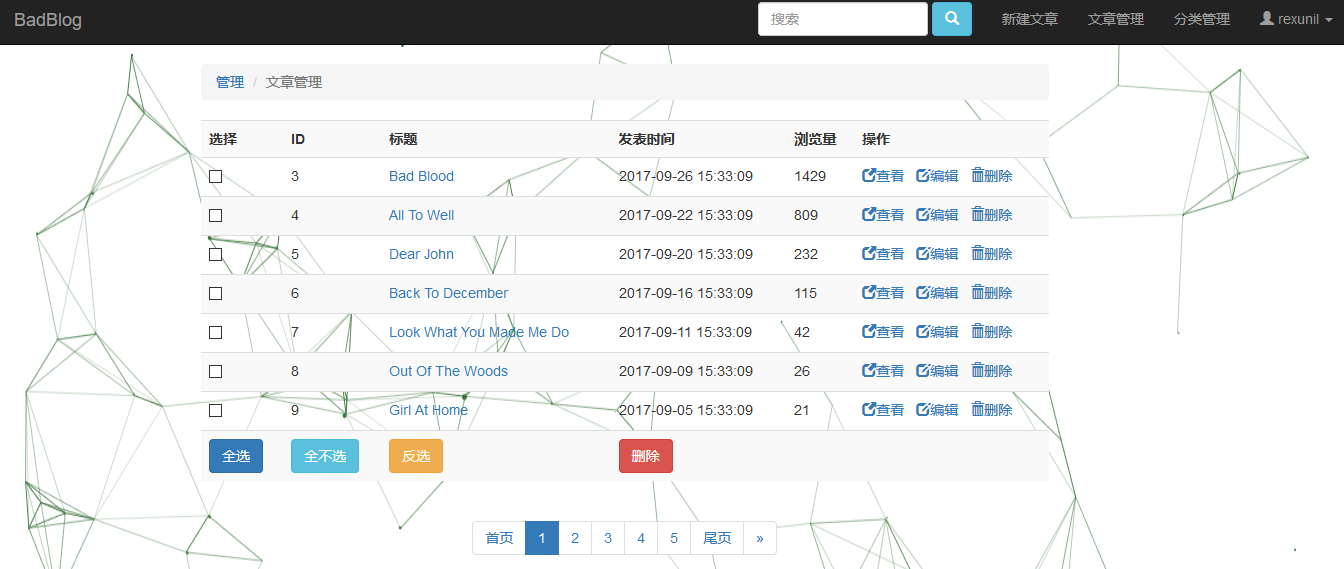 BadBlog 搜索 新建文章 文章管理 分类管理 rexunil
管理 / 文章管理
选择 ID 标题 发表时间 浏览量 操作
3 Bad Blood 2017-09-26 15:33:09 1429 查看 编辑 删除
4 All To Well 2017-09-22 15:33:09 809 查看 编辑 删除
5 Dear John 2017-09-20 15:33:09 232 查看 编辑 删除
6 Back To December 2017-09-16 15:33:09 115 查看 编辑 删除
7 Look What You Made Me Do 2017-09-11 15:33:09 42 查看 编辑 删除
8 Out Of The Woods 2017-09-09 15:33:09 26 查看 编辑 删除
9 Girl At Home 2017-09-05 15:33:09 21 查看 编辑 删除
全选 全不选 反选 删除
首页 1 2 3 4 5 尾页 »